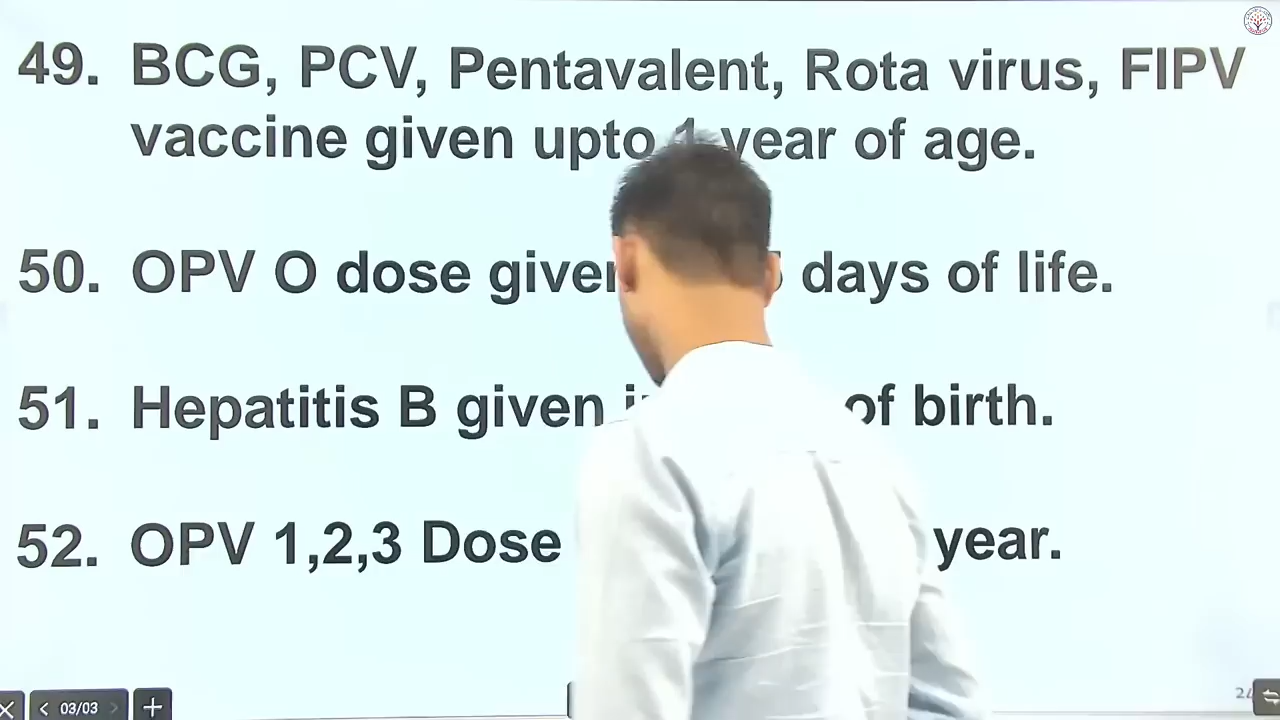 49. BCG, PCV, Pentavalent, Rota virus, FIPV
vaccine given upto 1 year of age.
50. OPV O dose given days of life.
51. Hepatitis B given of birth.
52. OPV 1,2,3 Dose year.
03/03